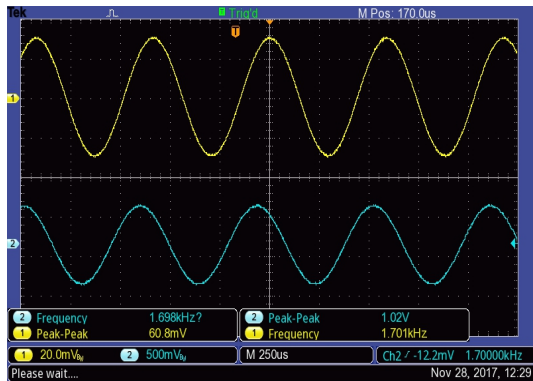 Tek Trig'd M Pos: 170.0us
T
1
2
2 Frequency 1.698kHz? 2 Peak-Peak 1.02V
1 Peak-Peak 60.8mV 1 Frequency 1.701kHz
1 20.0mVBW 2 500mVBW M 250us Ch2 -12.2mV 1.70000kHz
Please wait.... Nov 28, 2017, 12:29